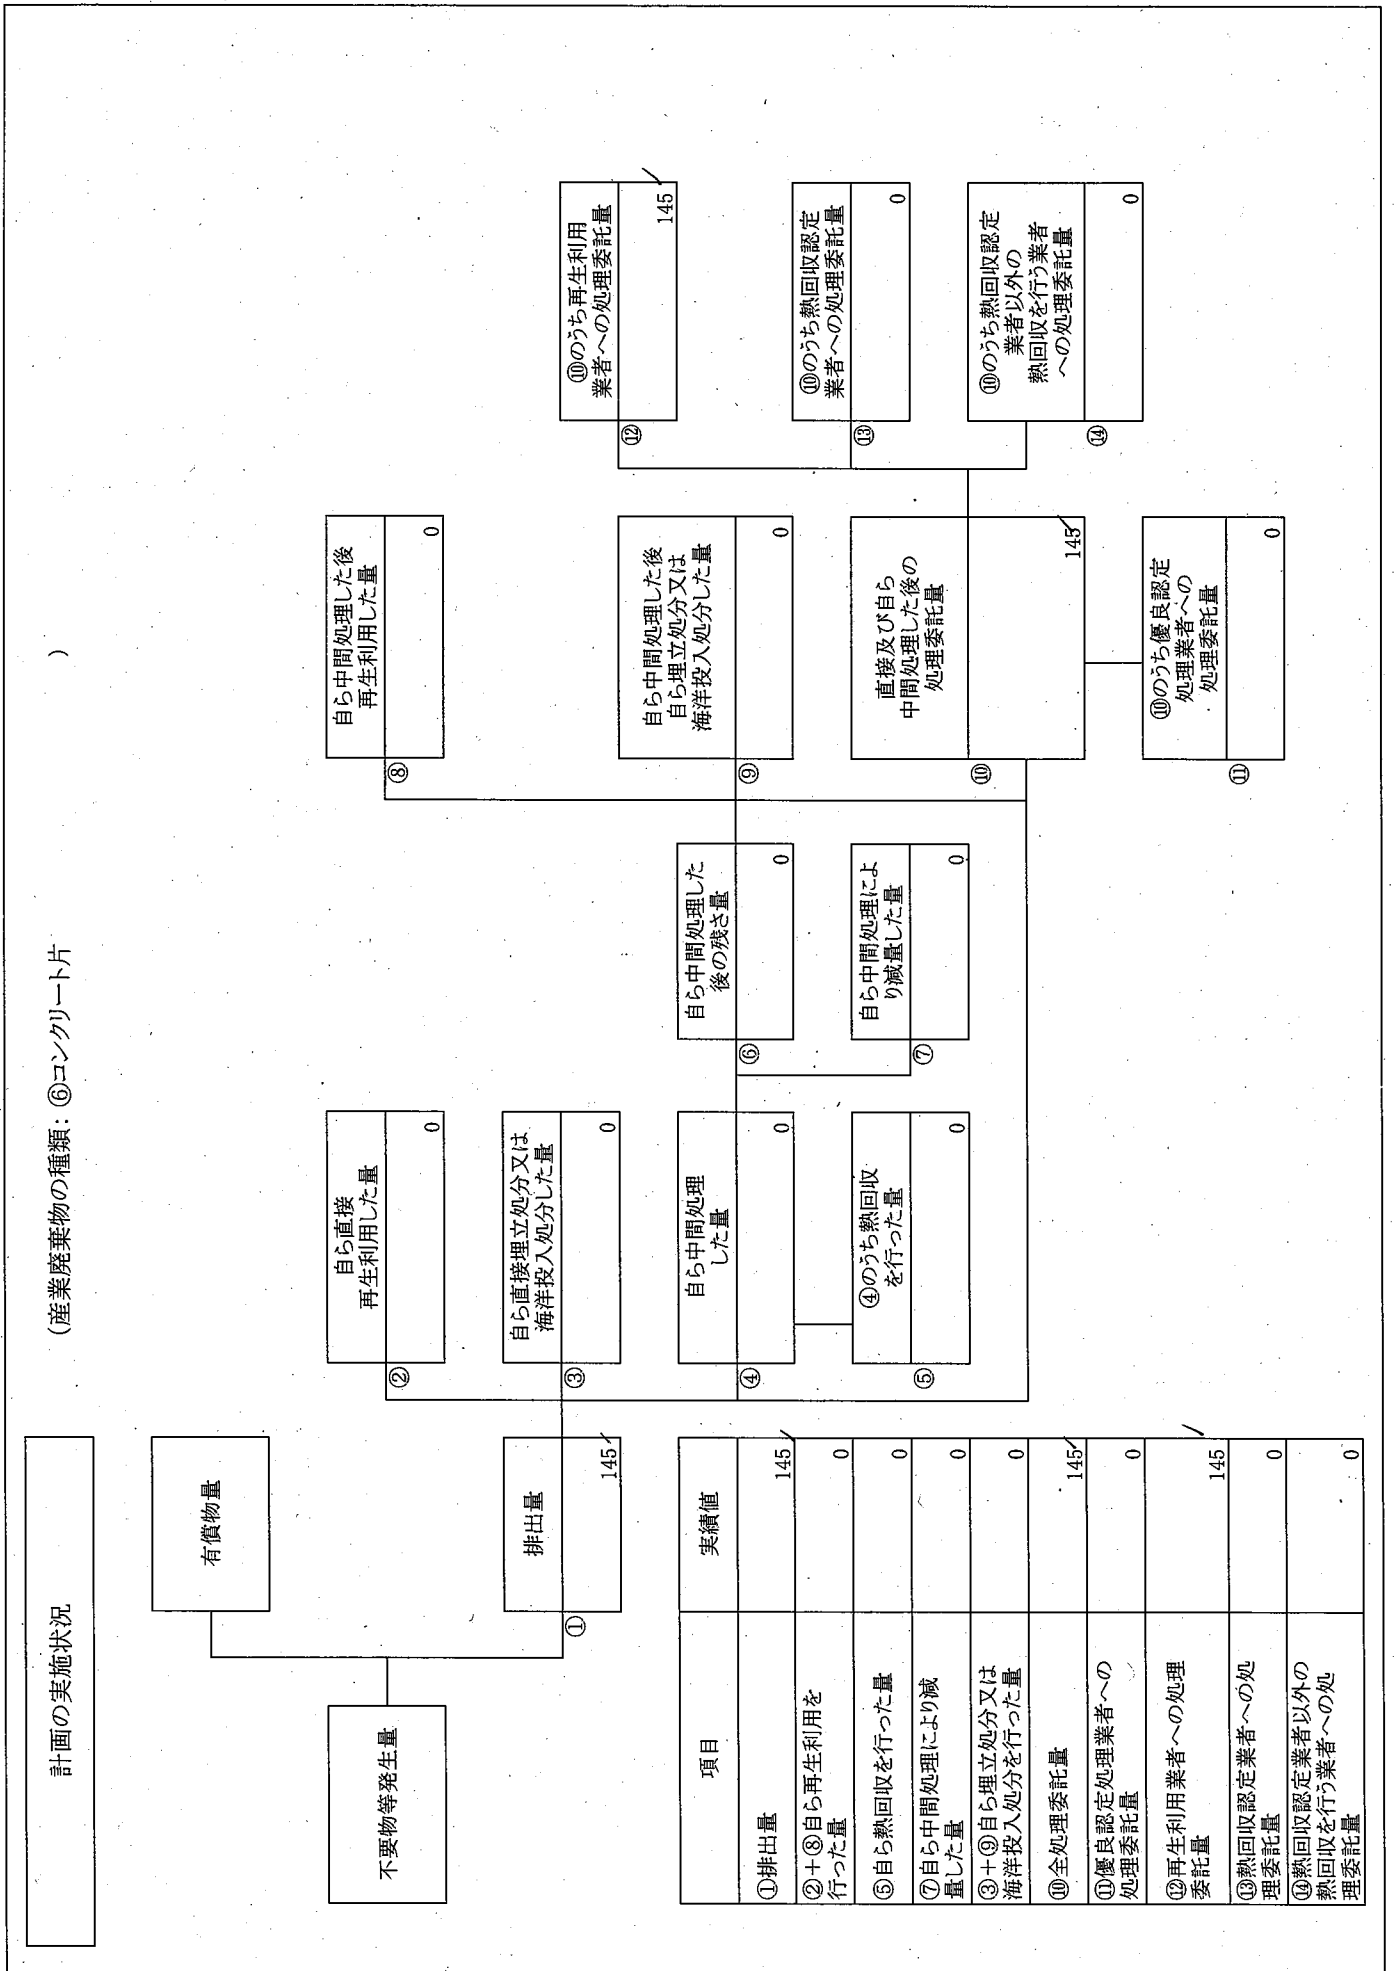 計画の実施状況
(産業廃棄物の種類：⑥コンクリート片
)
不要物等発生量
有償物量
①
排出量
145
②
自ら直接
再生利用した量
0
③
自ら直接埋立処分又は
海洋投入処分した量
0
④
自ら中間処理
した量
0
⑤
④のうち熱回収
を行った量
0
⑥
自ら中間処理した
後の残さ量
0
⑦
自ら中間処理によ
り減量した量
0
⑧
自ら中間処理した後
再生利用した量
0
⑨
自ら中間処理した後
自ら埋立処分又は
海洋投入処分した量
0
⑩
直接及び自ら
中間処理した後の
処理委託量
145
⑪
⑩のうち優良認定
処理業者への
処理委託量
0
⑫
⑩のうち再生利用
業者への処理委託量
145
⑬
⑩のうち熱回収認定
業者への処理委託量
0
⑭
⑩のうち熱回収認定
業者以外の
熱回収を行う業者
への処理委託量
0
項目
実績値
①排出量
145
②＋⑧自ら再生利用を
行った量
0
⑤自ら熱回収を行った量
0
⑦自ら中間処理により減
量した量
0
③＋⑨自ら埋立処分又は
海洋投入処分を行った量
0
⑩全処理委託量
145
⑪優良認定処理業者への
処理委託量
0
⑫再生利用業者への処理
委託量
145
⑬熱回収認定業者への処
理委託量
0
⑭熱回収認定業者以外の
熱回収を行う業者への処
理委託量
0